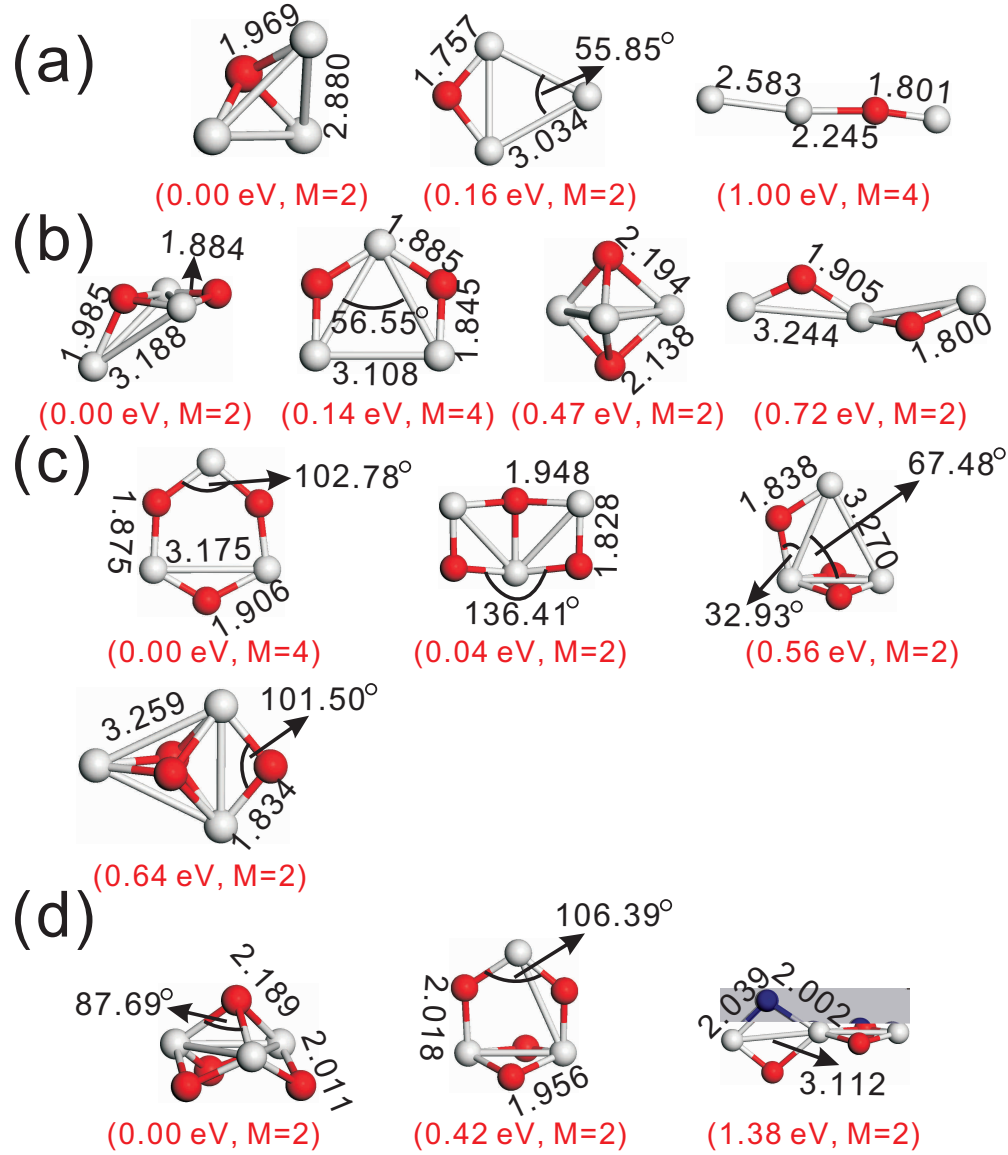 (a)
1.969
2.880
1.757
55.85°
3.034
2.583
1.801
2.245
(0.00 eV, M=2)
(0.16 eV, M=2)
(1.00 eV, M=4)
(b)
1.884
1.985
3.188
1.885
1.845
56.55°
3.108
2.194
2.138
1.905
3.244
1.800
(0.00 eV, M=2)
(0.14 eV, M=4)
(0.47 eV, M=2)
(0.72 eV, M=2)
(c)
102.78°
1.875
3.175
1.906
1.948
1.828
136.41°
1.838
67.48°
3.270
32.93°
(0.00 eV, M=4)
(0.04 eV, M=2)
(0.56 eV, M=2)
3.259
101.50°
1.834
(0.64 eV, M=2)
(d)
87.69°
2.189
2.011
106.39°
2.018
1.956
2.039
2.002
3.112
(0.00 eV, M=2)
(0.42 eV, M=2)
(1.38 eV, M=2)